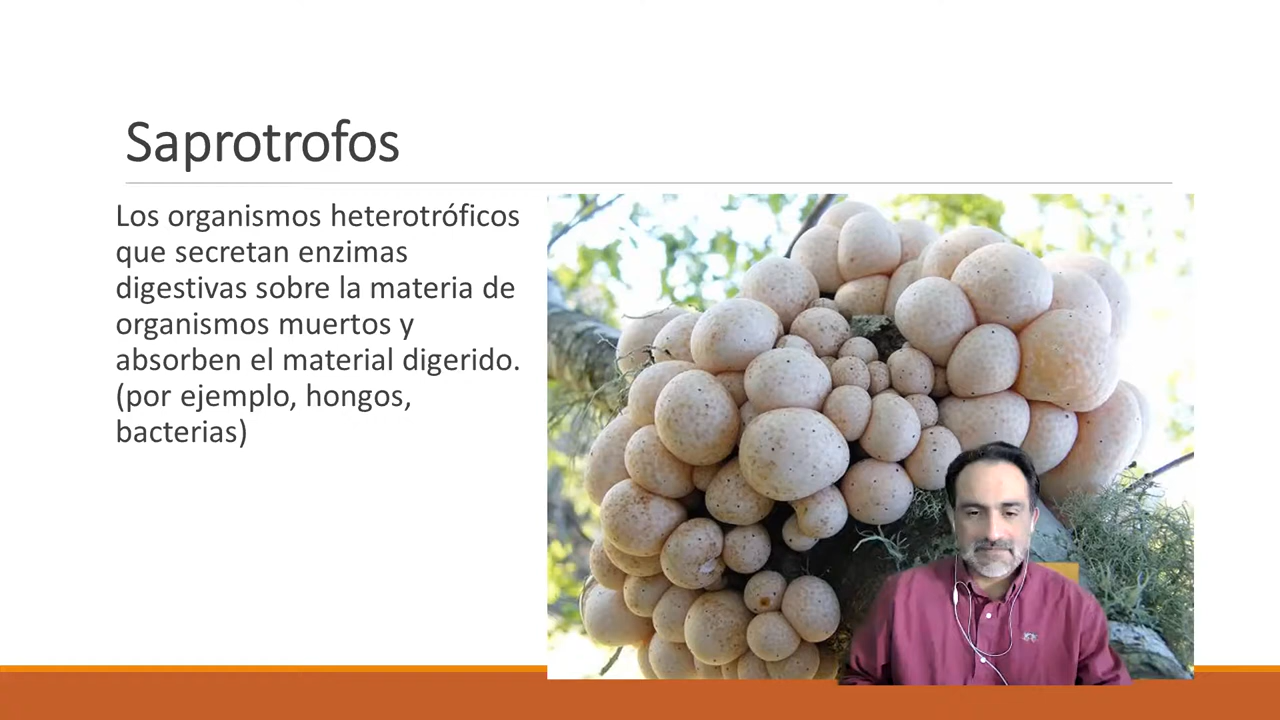 Saprotrofos
Los organismos heterotróficos
que secretan enzimas
digestivas sobre la materia de
organismos muertos y
absorben el material digerido.
(por ejemplo, hongos,
bacterias)